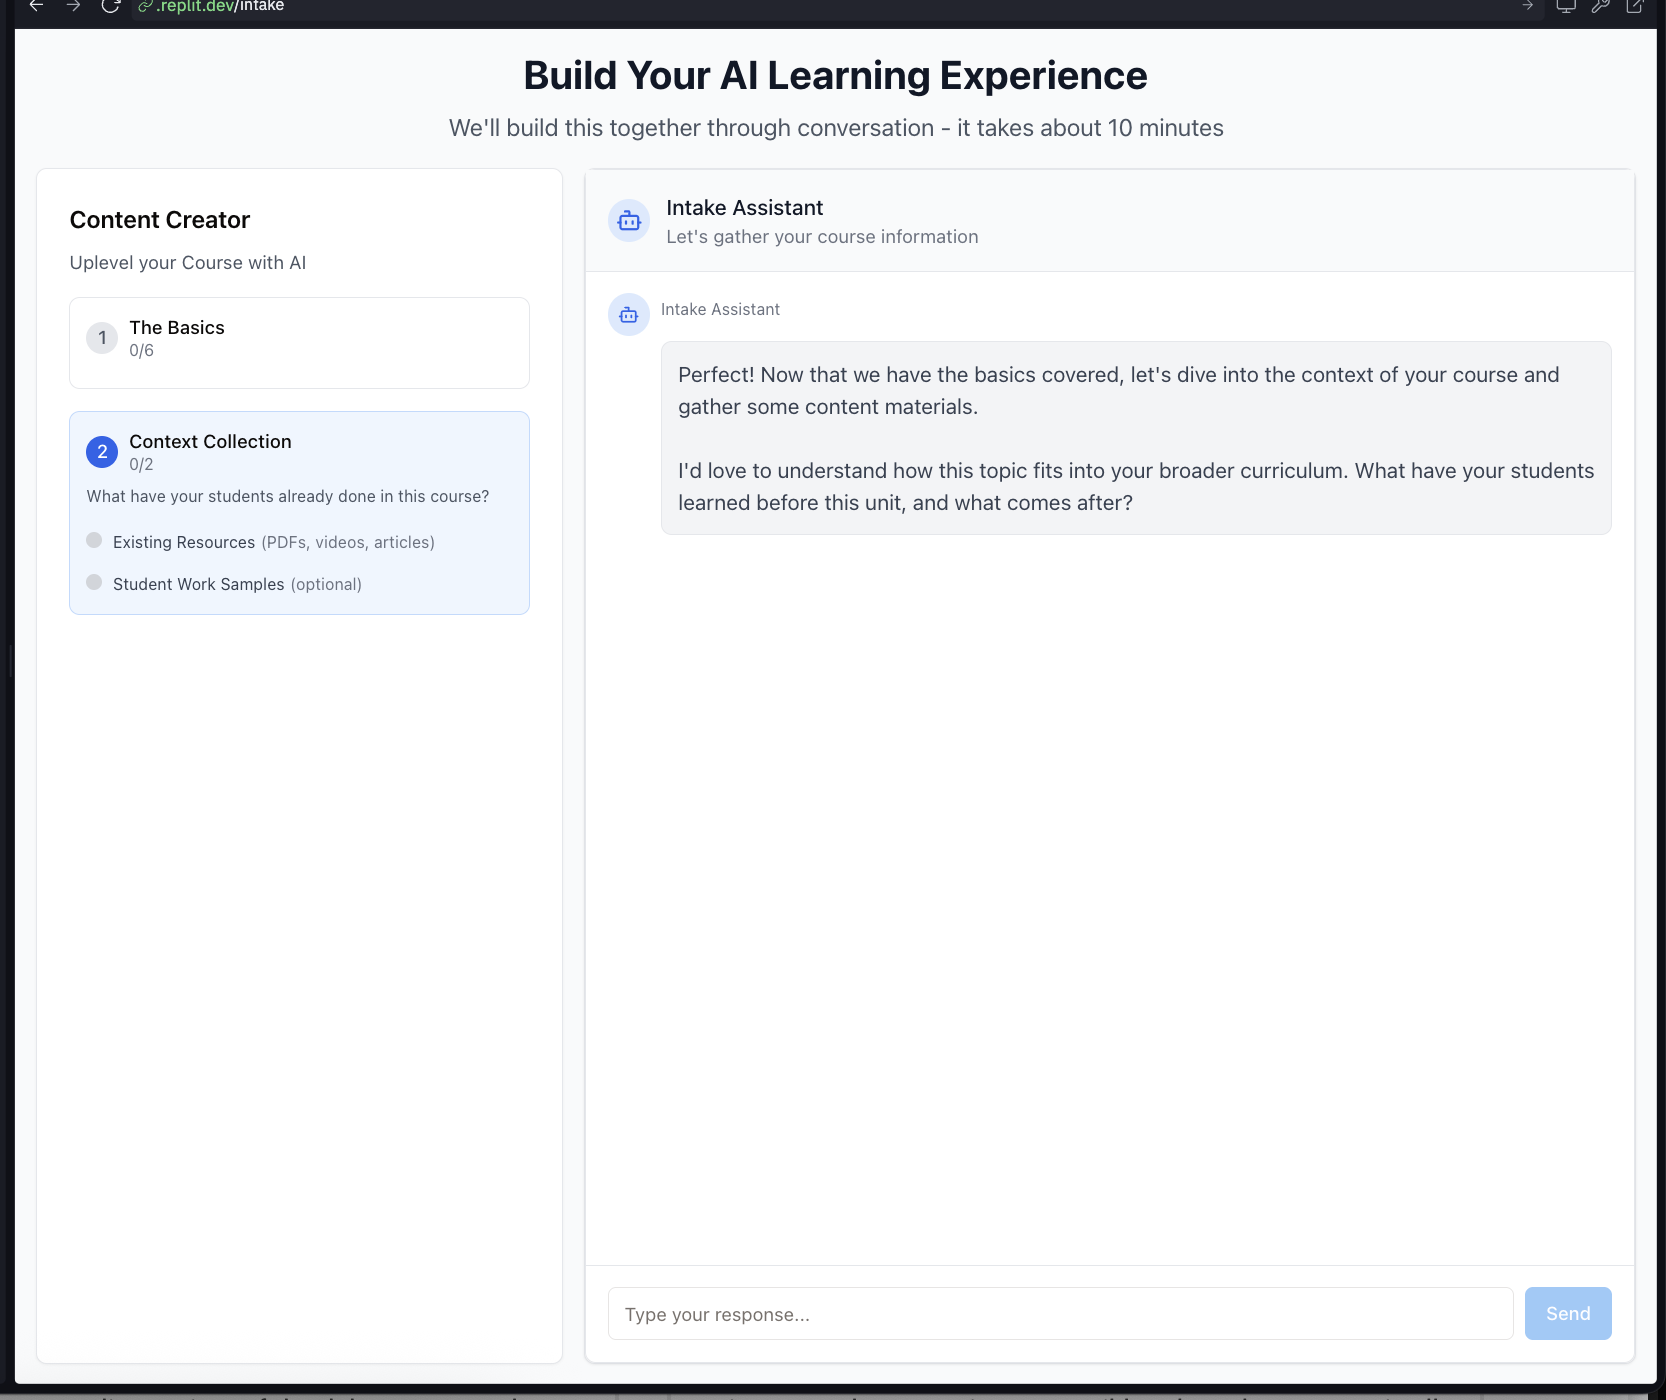 .replit.dev/intake
Build Your AI Learning Experience
We'll build this together through conversation - it takes about 10 minutes
Content Creator
Uplevel your Course with AI
1
The Basics
0/6
2
Context Collection
0/2
What have your students already done in this course?
Existing Resources (PDFs, videos, articles)
Student Work Samples (optional)
Intake Assistant
Let's gather your course information
Intake Assistant
Perfect! Now that we have the basics covered, let's dive into the context of your course and
gather some content materials.
I'd love to understand how this topic fits into your broader curriculum. What have your students
learned before this unit, and what comes after?
Type your response...
Send